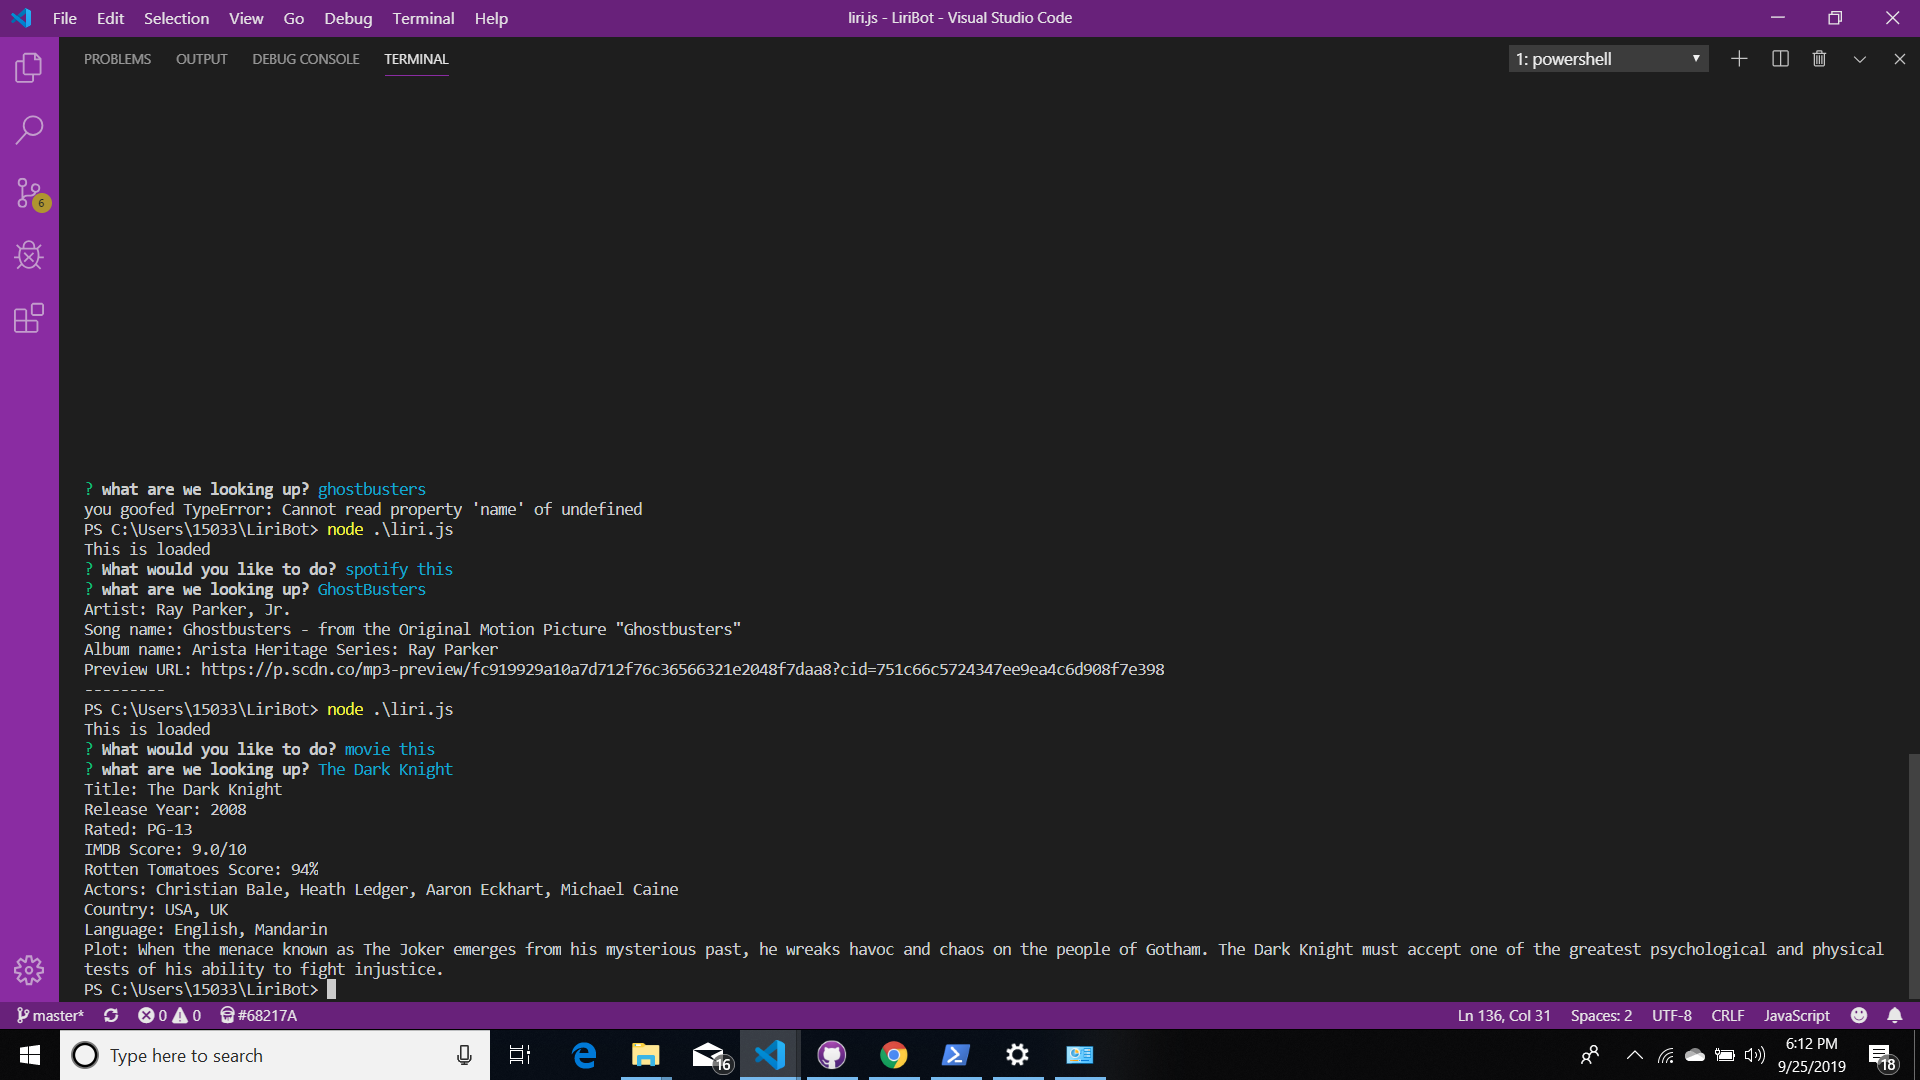 File Edit Selection View Go Debug Terminal Help
liri.js - LiriBot - Visual Studio Code
PROBLEMS OUTPUT DEBUG CONSOLE TERMINAL
1: powershell
6
? what are we looking up? ghostbusters
you goofed TypeError: Cannot read property 'name' of undefined
PS C:\Users\15033\LiriBot> node .\liri.js
This is loaded
? What would you like to do? spotify this
? what are we looking up? GhostBusters
Artist: Ray Parker, Jr.
Song name: Ghostbusters - from the Original Motion Picture "Ghostbusters"
Album name: Arista Heritage Series: Ray Parker
Preview URL: https://p.scdn.co/mp3-preview/fc919929a10a7d712f76c36566321e2048f7daa8?cid=751c66c5724347ee9ea4c6d908f7e398
---------
PS C:\Users\15033\LiriBot> node .\liri.js
This is loaded
? What would you like to do? movie this
? what are we looking up? The Dark Knight
Title: The Dark Knight
Release Year: 2008
Rated: PG-13
IMDB Score: 9.0/10
Rotten Tomatoes Score: 94%
Actors: Christian Bale, Heath Ledger, Aaron Eckhart, Michael Caine
Country: USA, UK
Language: English, Mandarin
Plot: When the menace known as The Joker emerges from his mysterious past, he wreaks havoc and chaos on the people of Gotham. The Dark Knight must accept one of the greatest psychological and physical
tests of his ability to fight injustice.
PS C:\Users\15033\LiriBot>
master* 0 0 #68217A
Ln 136, Col 31 Spaces: 2 UTF-8 CRLF JavaScript
Type here to search
16
6:12 PM
9/25/2019
18